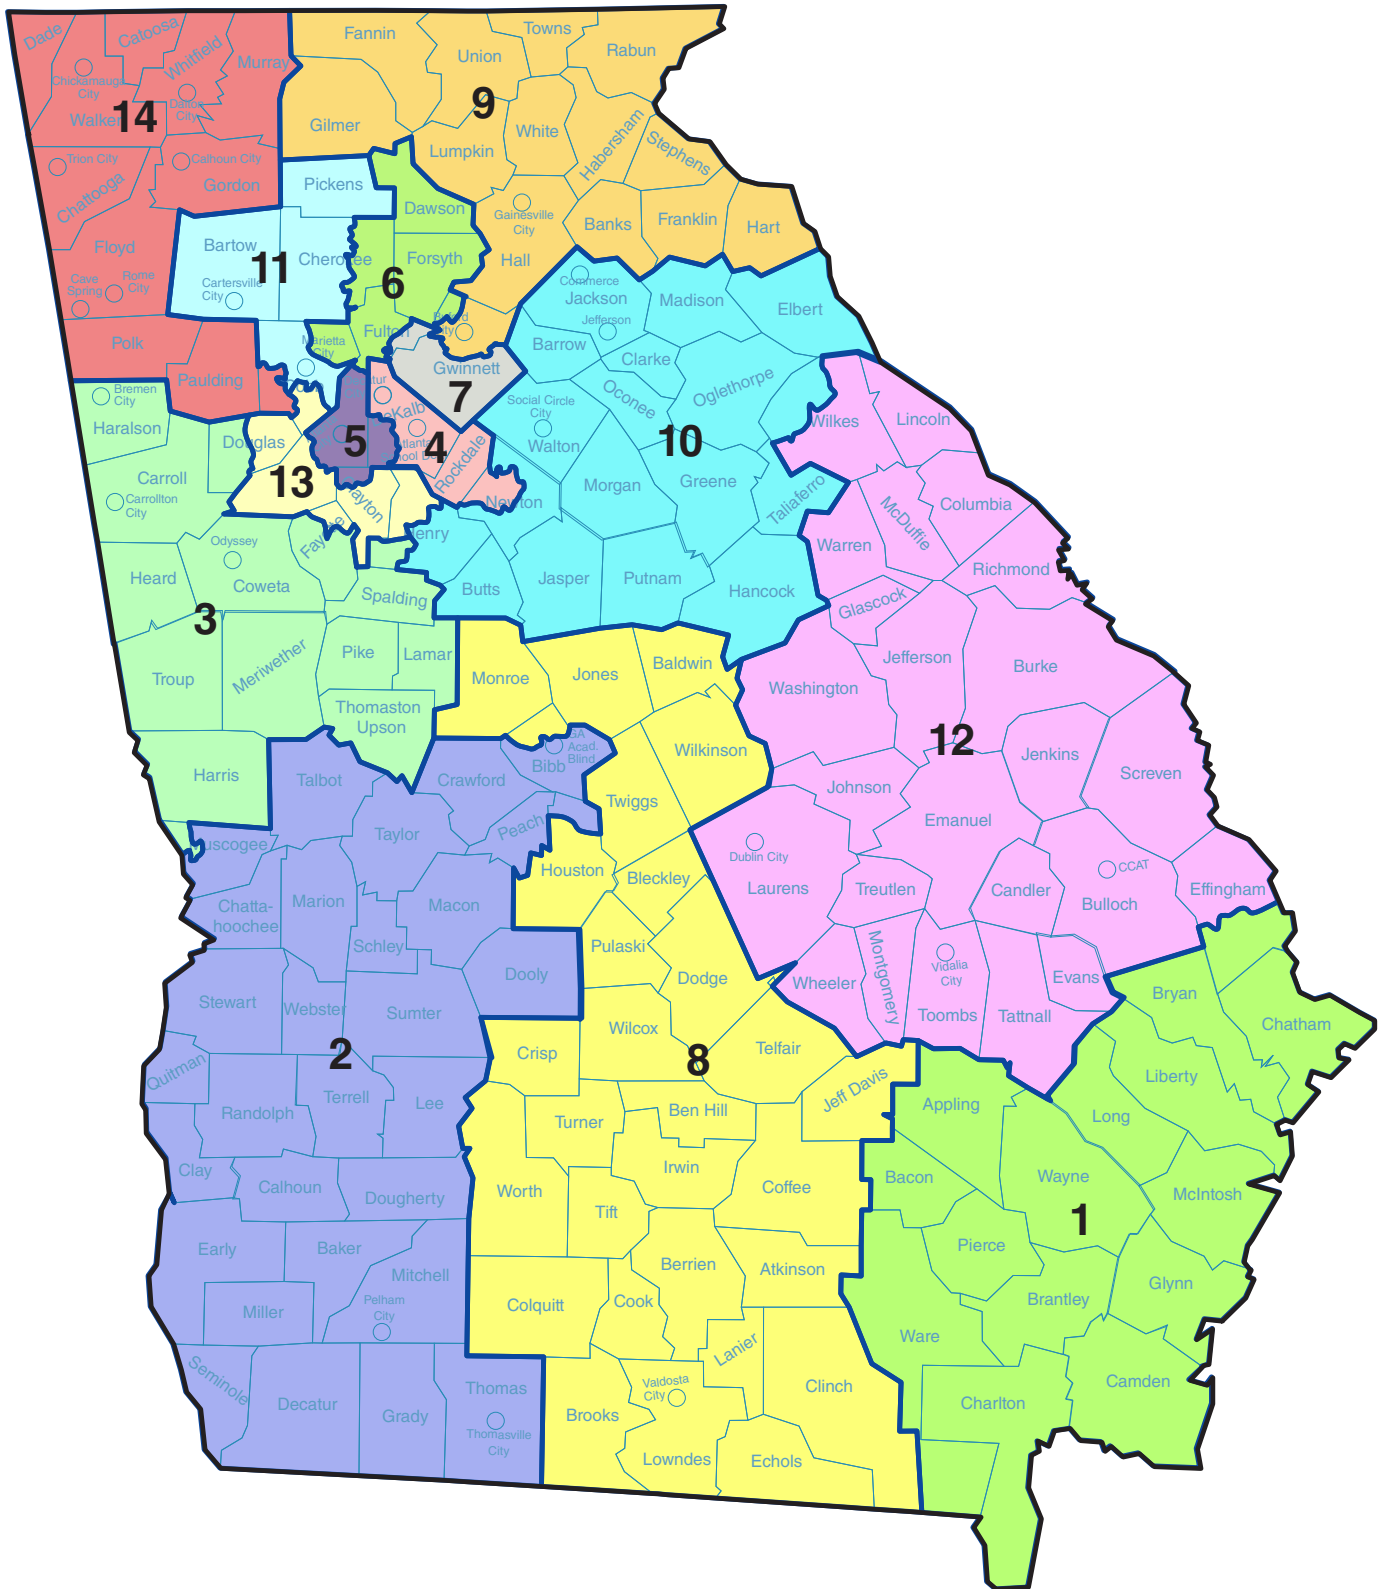 Dade
Catoosa
Whitfield
Murray
Fannin
Union
Towns
Rabun
Chickamauga
City
Dalton
City
Walker
14
9
Gilmer
White
Habersham
Stephens
Lumpkin
Trion City
Calhoun City
Chattooga
Gordon
Pickens
Dawson
Gainesville
City
Banks
Franklin
Hart
Floyd
Bartow
11
Cherokee
6
Forsyth
Hall
Cave
Spring
Rome
City
Cartersville
City
Commerce
Jackson
Madison
Elbert
Polk
Paulding
Marietta
City
Fulton
Jefferson
Barrow
Clarke
Gwinnett
7
Oconee
Oglethorpe
Bremen
City
Haralson
Social Circle
City
Walton
10
Wilkes
Lincoln
Douglas
5
4
Rockdale
Carroll
13
Carrollton
City
Morgan
Greene
Taliaferro
McDuffie
Columbia
Newton
Warren
Odyssey
Heard
Coweta
Butts
Jasper
Putnam
Hancock
Richmond
Glascock
Spalding
3
Troup
Meriwether
Pike
Lamar
Monroe
Jones
Baldwin
Washington
Jefferson
Burke
Thomaston
Upson
12
Harris
Talbot
Crawford
GA
Acad.
Blind
Bibb
Wilkinson
Jenkins
Screven
Twiggs
Johnson
Taylor
Peach
Emanuel
Houston
Bleckley
Dublin City
Laurens
Treutlen
Candler
CCAT
Bulloch
Effingham
Chatta-
hoochee
Marion
Macon
Schley
Pulaski
Dodge
Wheeler
Montgomery
Vidalia
City
Toombs
Tattnall
Evans
Bryan
Chatham
Stewart
Webster
Sumter
Dooly
2
Crisp
Wilcox
8
Telfair
Jeff Davis
Liberty
Quitman
Randolph
Terrell
Lee
Turner
Ben Hill
Appling
Long
Clay
Calhoun
Dougherty
Worth
Irwin
Coffee
Bacon
Wayne
McIntosh
Tift
1
Early
Baker
Mitchell
Berrien
Atkinson
Pierce
Glynn
Miller
Pelham
City
Colquitt
Cook
Brantley
Ware
Lanier
Seminole
Decatur
Grady
Thomas
Thomasville
City
Brooks
Valdosta
City
Clinch
Charlton
Camden
Lowndes
Echols